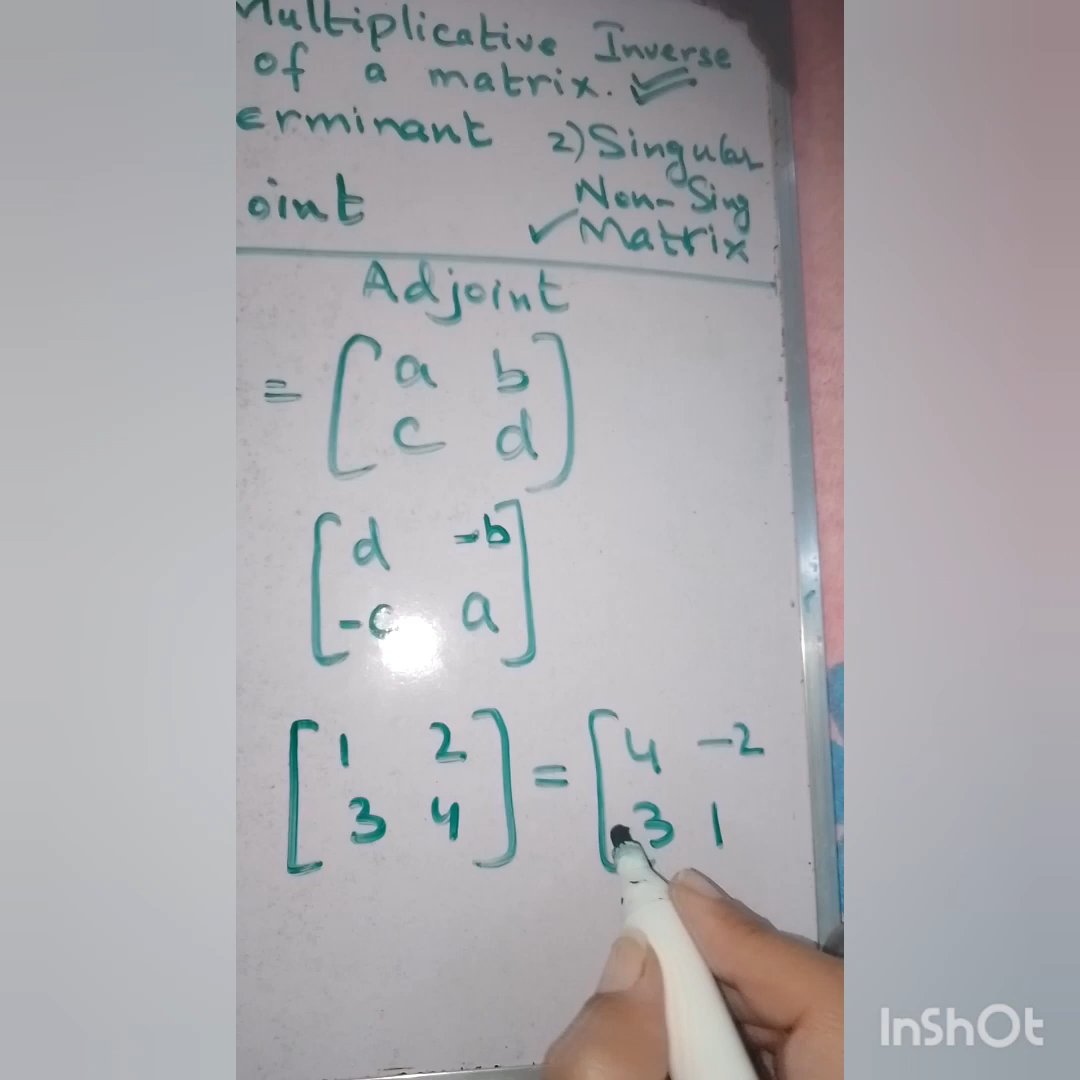 Multiplicative Inverse
of a matrix.
erminant 2) Singular
Non-Sing
oint Matrix
Adjoint
= [ a b
c d ]
[ d -b
-c a ]
[ 1 2 ] = [ 4 -2
3 4 3 1
InShOt